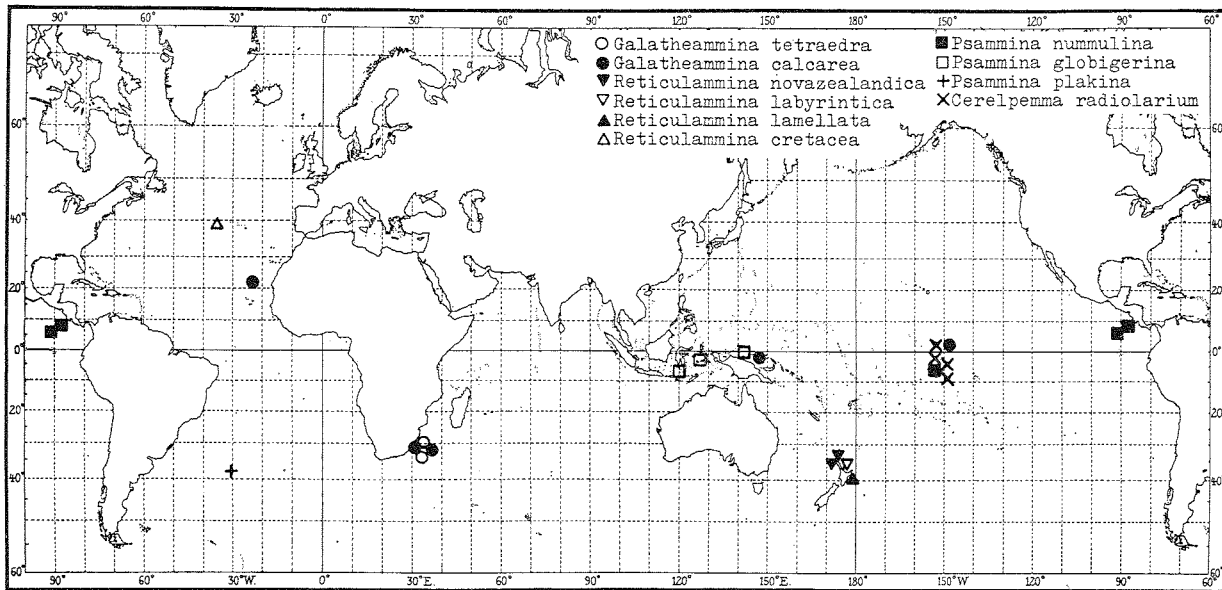 90° 60° 30° 0° 30° 60° 90° 120° 150° 180° 150° 120° 90°
○ Galatheammina tetraedra
● Galatheammina calcarea
▼ Reticulammina novazealandica
▽ Reticulammina labyrintica
▲ Reticulammina lamellata
△ Reticulammina cretacea
■ Psammina nummulina
□ Psammina globigerina
+ Psammina plakina
× Cerelpemma radiolarium
60° 60°
40° 40°
20° 20°
0° 0°
20° 20°
40° 40°
60° 60°
90° 60° 30°W. 0° 30°E. 60° 90° 120° 150°E. 180° 150°W 120° 90° 60°